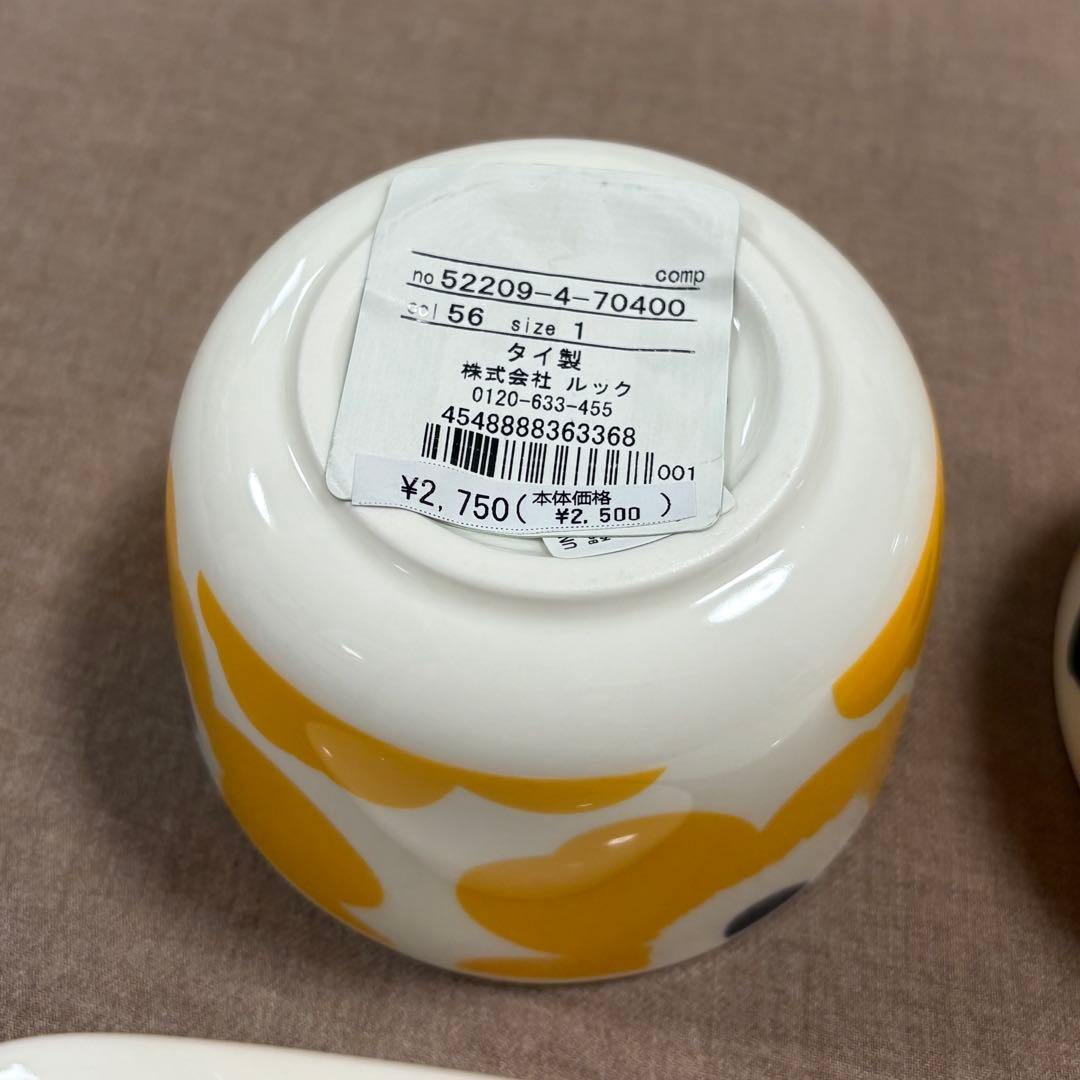 comp
no 52209-4-70400
col 56 size 1
タイ製
株式会社 ルック
0120-633-455
4548888363368
001
¥2,750(本体価格 ¥2,500)